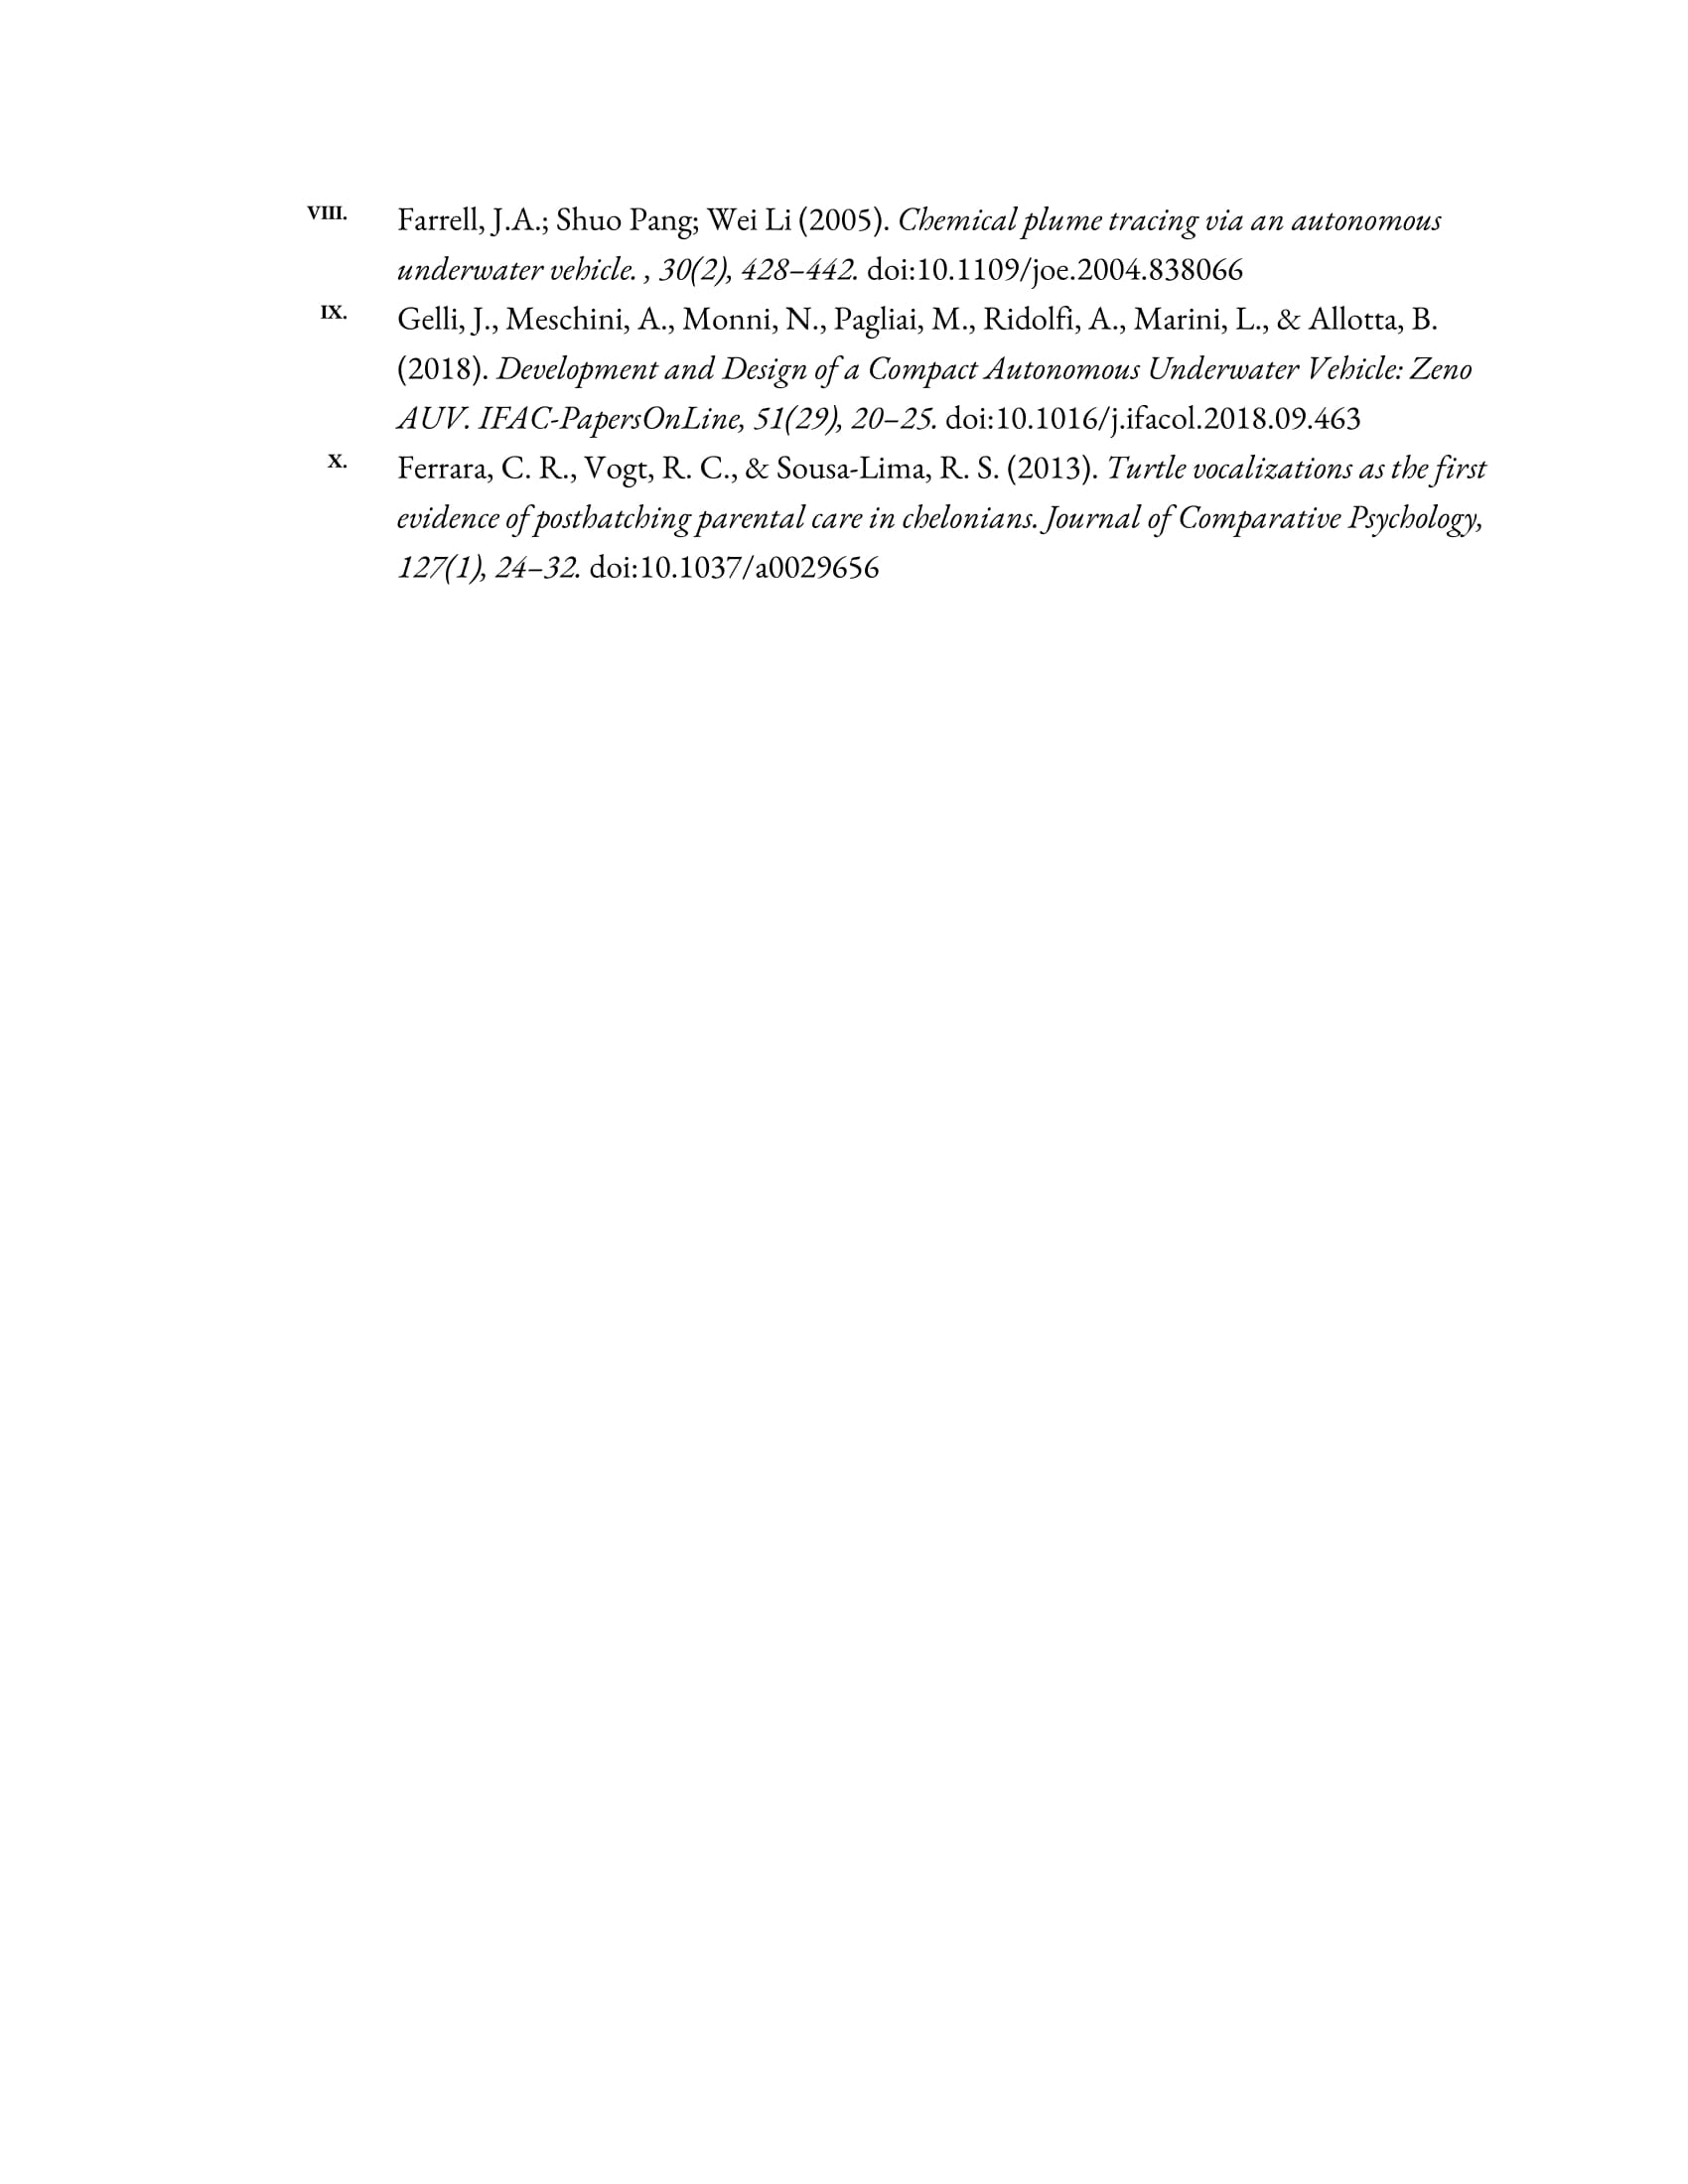 VIII. Farrell, J.A.; Shuo Pang; Wei Li (2005). Chemical plume tracing via an autonomous
underwater vehicle. , 30(2), 428–442. doi:10.1109/joe.2004.838066
IX. Gelli, J., Meschini, A., Monni, N., Pagliai, M., Ridolfi, A., Marini, L., & Allotta, B.
(2018). Development and Design of a Compact Autonomous Underwater Vehicle: Zeno
AUV. IFAC-PapersOnLine, 51(29), 20–25. doi:10.1016/j.ifacol.2018.09.463
X. Ferrara, C. R., Vogt, R. C., & Sousa-Lima, R. S. (2013). Turtle vocalizations as the first
evidence of posthatching parental care in chelonians. Journal of Comparative Psychology,
127(1), 24–32. doi:10.1037/a0029656